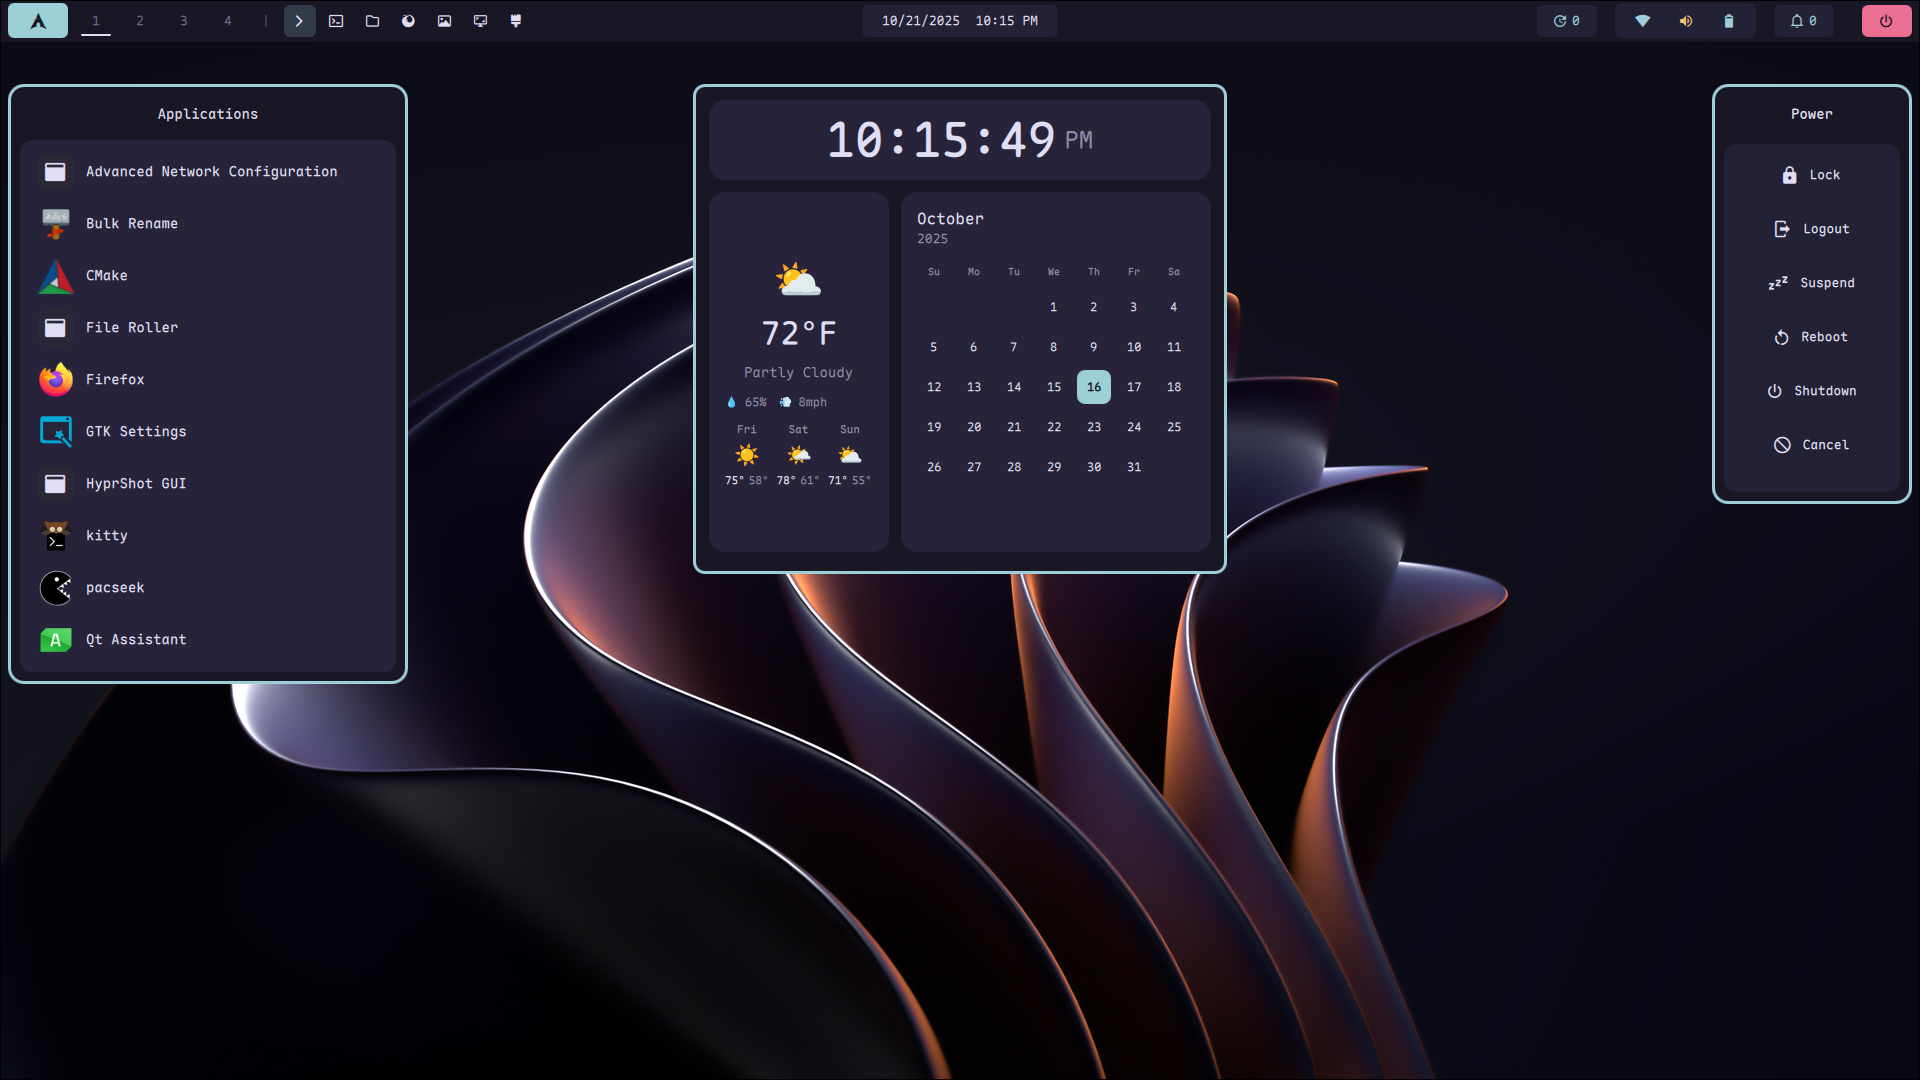 1 2 3 4 | 10/21/2025 10:15 PM 0 0
Applications
Advanced Network Configuration
Bulk Rename
CMake
File Roller
Firefox
GTK Settings
HyprShot GUI
kitty
pacseek
A Qt Assistant
10:15:49 PM
72°F
Partly Cloudy
65% 8mph
Fri Sat Sun
75° 58° 78° 61° 71° 55°
October
2025
Su Mo Tu We Th Fr Sa
1 2 3 4
5 6 7 8 9 10 11
12 13 14 15 16 17 18
19 20 21 22 23 24 25
26 27 28 29 30 31
Power
Lock
Logout
zzz Suspend
Reboot
Shutdown
Cancel